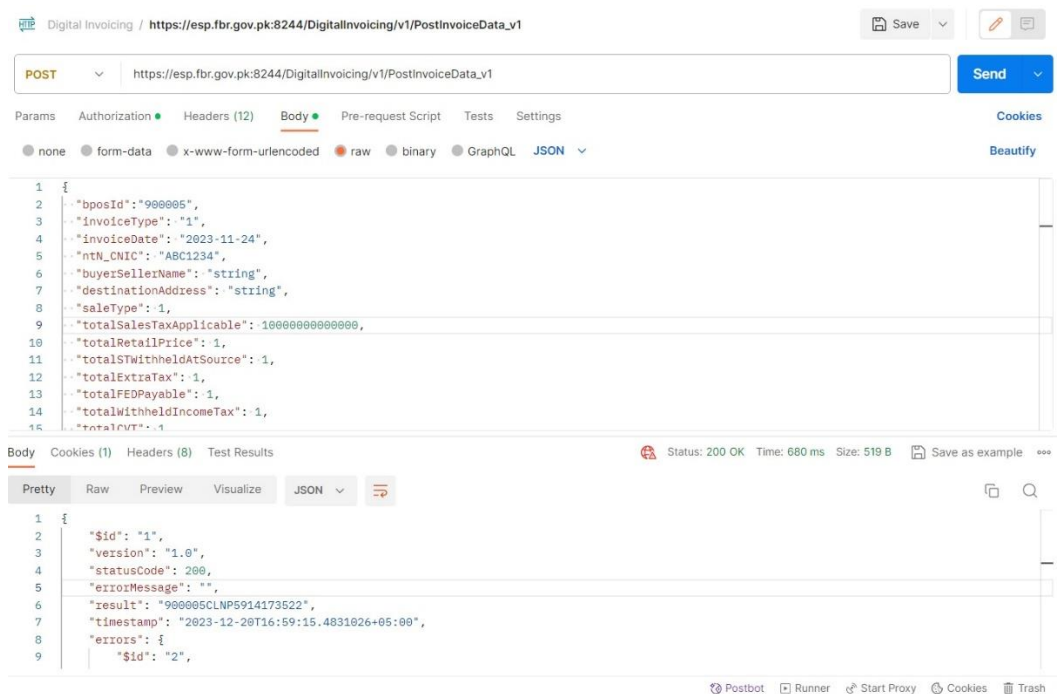 HTTP Digital Invoicing / https://esp.fbr.gov.pk:8244/DigitalInvoicing/v1/PostInvoiceData_v1 Save
POST https://esp.fbr.gov.pk:8244/DigitalInvoicing/v1/PostInvoiceData_v1 Send
Params Authorization Headers (12) Body Pre-request Script Tests Settings Cookies
none form-data x-www-form-urlencoded raw binary GraphQL JSON Beautify
1 {
2 "bposId":"900005",
3 "invoiceType": "1",
4 "invoiceDate": "2023-11-24",
5 "ntN_CNIC": "ABC1234",
6 "buyerSellerName": "string",
7 "destinationAddress": "string",
8 "saleType": 1,
9 "totalSalesTaxApplicable": 10000000000000,
10 "totalRetailPrice": 1,
11 "totalSTWithheldAtSource": 1,
12 "totalExtraTax": 1,
13 "totalFEDPayable": 1,
14 "totalWithheldIncomeTax": 1,
15 "totalCVT": 1
Body Cookies (1) Headers (8) Test Results Status: 200 OK Time: 680 ms Size: 519 B Save as example
Pretty Raw Preview Visualize JSON
1 {
2 "$id": "1",
3 "version": "1.0",
4 "statusCode": 200,
5 "errorMessage": "",
6 "result": "900005CLNP5914173522",
7 "timestamp": "2023-12-20T16:59:15.4831026+05:00",
8 "errors": {
9 "$id": "2",
Postbot Runner Start Proxy Cookies Trash